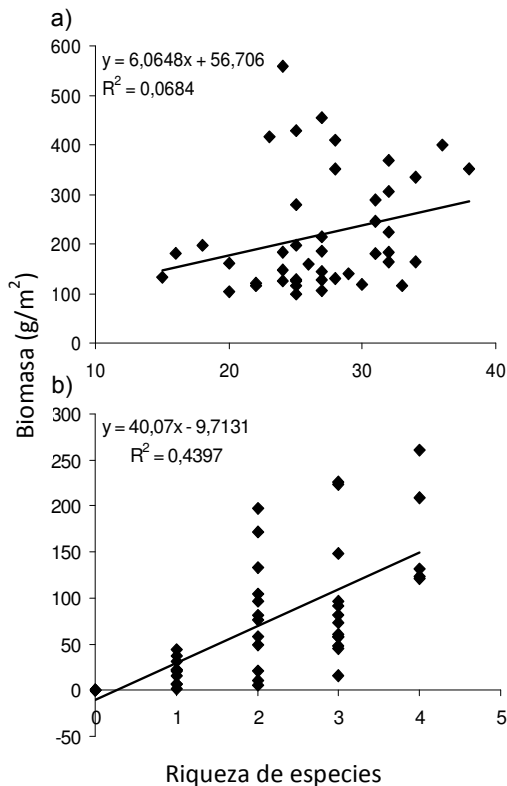 a)
y = 6,0648x + 56,706
R² = 0,0684
600
500
400
300
200
100
0
10 20 30 40
Biomasa (g/m²)
b)
y = 40,07x - 9,7131
R² = 0,4397
300
250
200
150
100
50
0
-50
0 1 2 3 4 5
Riqueza de especies